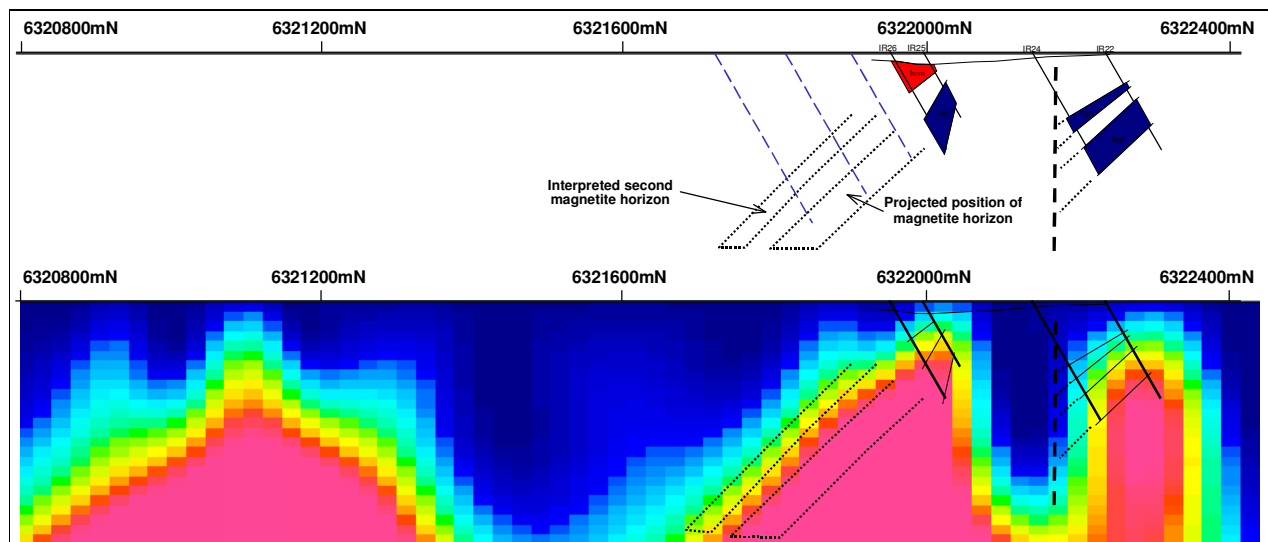 6320800mN 6321200mN 6321600mN 6322000mN 6322400mN
IR26 IR25 IR24 IR22
hem
Interpreted second
magnetite horizon
Projected position of
magnetite horizon
6320800mN 6321200mN 6321600mN 6322000mN 6322400mN